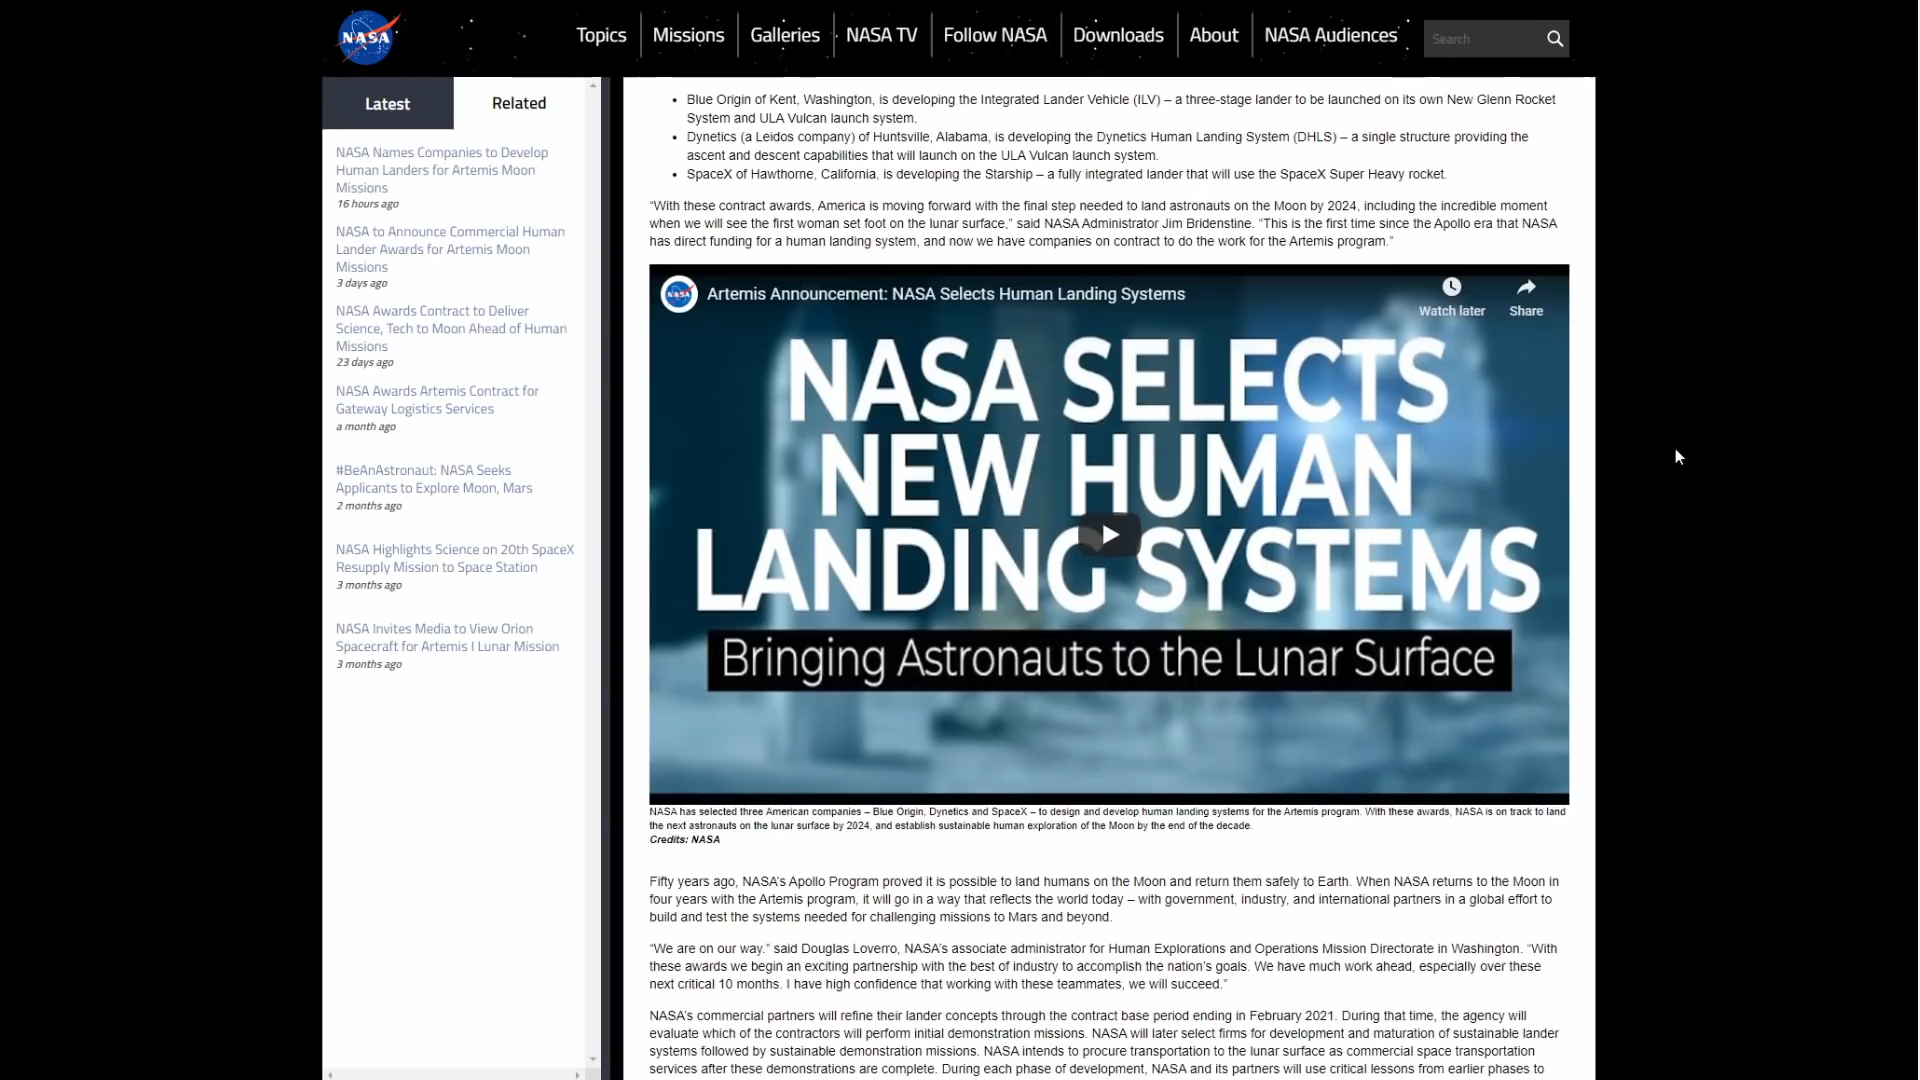 NASA
Topics
Missions
Galleries
NASA TV
Follow NASA
Downloads
About
NASA Audiences
Search
Latest
Related
NASA Names Companies to Develop
Human Landers for Artemis Moon
Missions
16 hours ago
NASA to Announce Commercial Human
Lander Awards for Artemis Moon
Missions
3 days ago
NASA Awards Contract to Deliver
Science, Tech to Moon Ahead of Human
Missions
23 days ago
NASA Awards Artemis Contract for
Gateway Logistics Services
a month ago
#BeAnAstronaut: NASA Seeks
Applicants to Explore Moon, Mars
2 months ago
NASA Highlights Science on 20th SpaceX
Resupply Mission to Space Station
3 months ago
NASA Invites Media to View Orion
Spacecraft for Artemis I Lunar Mission
3 months ago
• Blue Origin of Kent, Washington, is developing the Integrated Lander Vehicle (ILV) – a three-stage lander to be launched on its own New Glenn Rocket
System and ULA Vulcan launch system.
• Dynetics (a Leidos company) of Huntsville, Alabama, is developing the Dynetics Human Landing System (DHLS) – a single structure providing the
ascent and descent capabilities that will launch on the ULA Vulcan launch system.
• SpaceX of Hawthorne, California, is developing the Starship – a fully integrated lander that will use the SpaceX Super Heavy rocket.
“With these contract awards, America is moving forward with the final step needed to land astronauts on the Moon by 2024, including the incredible moment
when we will see the first woman set foot on the lunar surface,” said NASA Administrator Jim Bridenstine. “This is the first time since the Apollo era that NASA
has direct funding for a human landing system, and now we have companies on contract to do the work for the Artemis program.”
NASA
Artemis Announcement: NASA Selects Human Landing Systems
Watch later
Share
NASA SELECTS
NEW HUMAN
LANDING SYSTEMS
Bringing Astronauts to the Lunar Surface
NASA has selected three American companies – Blue Origin, Dynetics and SpaceX – to design and develop human landing systems for the Artemis program. With these awards, NASA is on track to land
the next astronauts on the lunar surface by 2024, and establish sustainable human exploration of the Moon by the end of the decade.
Credits: NASA
Fifty years ago, NASA’s Apollo Program proved it is possible to land humans on the Moon and return them safely to Earth. When NASA returns to the Moon in
four years with the Artemis program, it will go in a way that reflects the world today – with government, industry, and international partners in a global effort to
build and test the systems needed for challenging missions to Mars and beyond.
“We are on our way.” said Douglas Loverro, NASA’s associate administrator for Human Explorations and Operations Mission Directorate in Washington. “With
these awards we begin an exciting partnership with the best of industry to accomplish the nation’s goals. We have much work ahead, especially over these
next critical 10 months. I have high confidence that working with these teammates, we will succeed.”
NASA’s commercial partners will refine their lander concepts through the contract base period ending in February 2021. During that time, the agency will
evaluate which of the contractors will perform initial demonstration missions. NASA will later select firms for development and maturation of sustainable lander
systems followed by sustainable demonstration missions. NASA intends to procure transportation to the lunar surface as commercial space transportation
services after these demonstrations are complete. During each phase of development, NASA and its partners will use critical lessons from earlier phases to